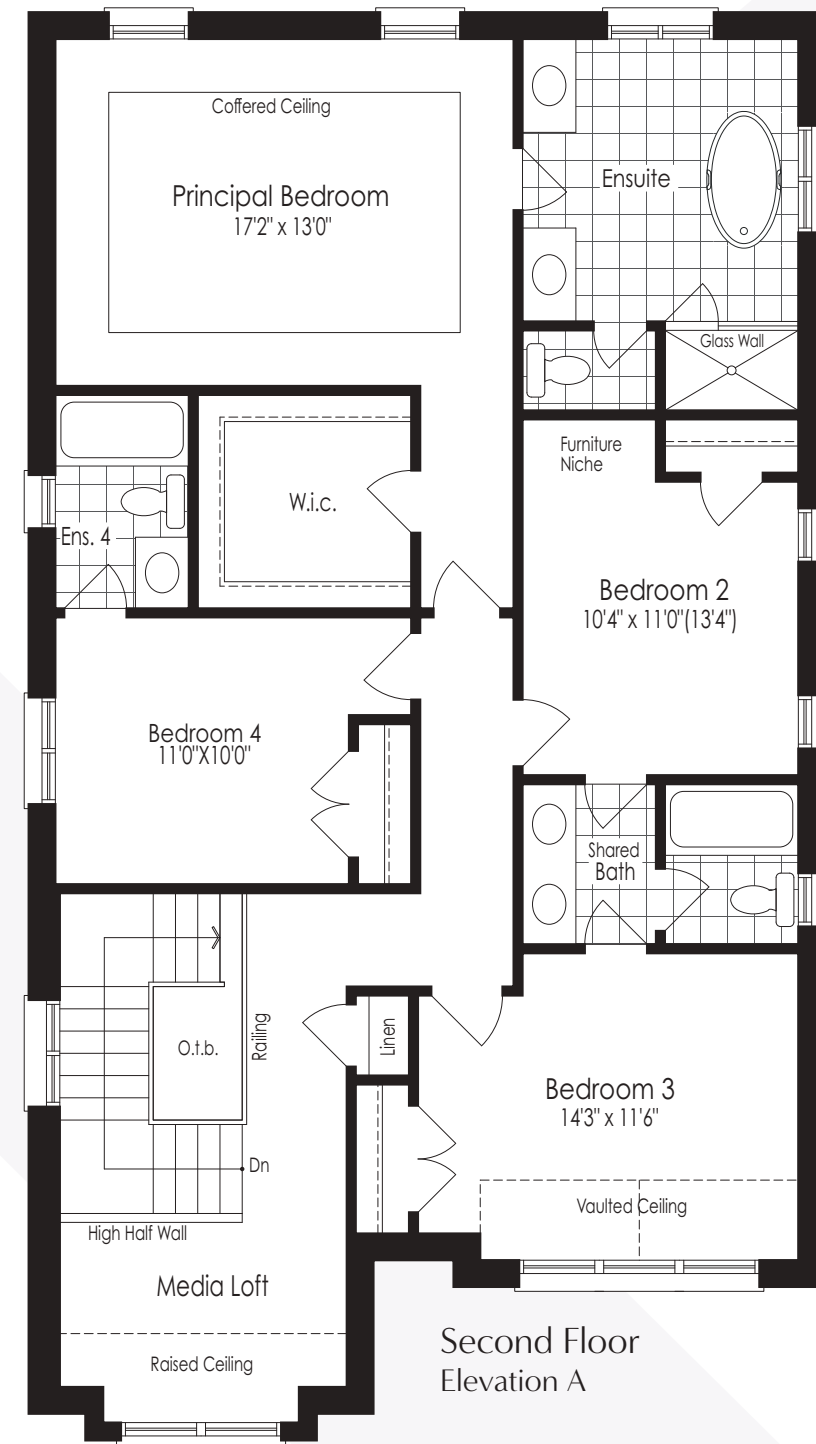 Coffered Ceiling
Principal Bedroom
17'2" x 13'0"
Ensuite
Glass Wall
Furniture
Niche
W.i.c.
Ens. 4
Bedroom 2
10'4" x 11'0"(13'4")
Bedroom 4
11'0"X10'0"
Shared
Bath
O.t.b.
Railing
Linen
Bedroom 3
14'3" x 11'6"
Dn
Vaulted Ceiling
High Half Wall
Media Loft
Raised Ceiling
Second Floor
Elevation A